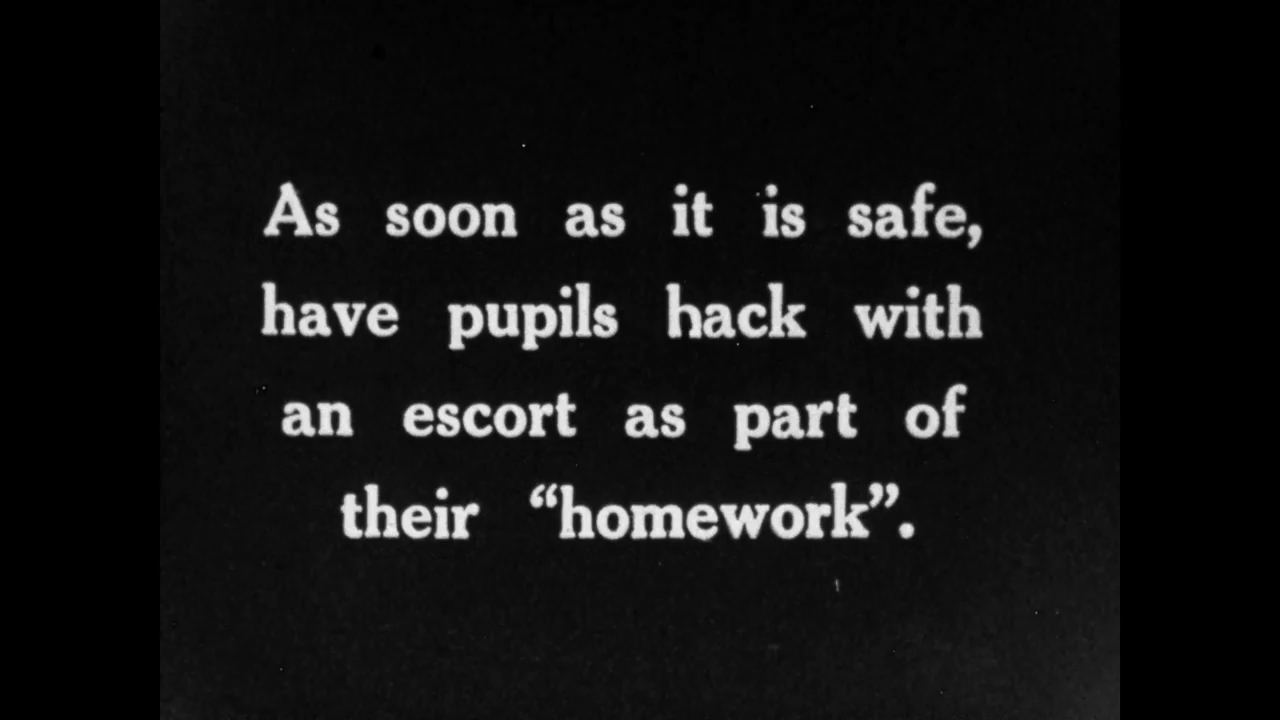 As soon as it is safe,
have pupils hack with
an escort as part of
their “homework”.